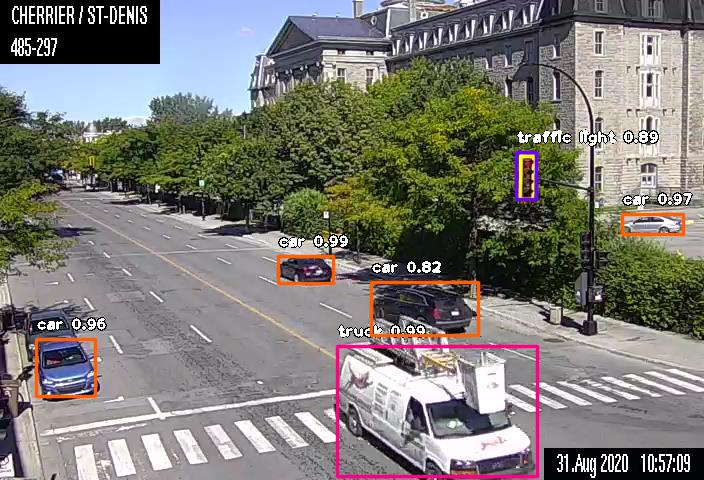 CHERRIER / ST-DENIS
485-297
traffic light 0.89
car 0.97
car 0.99
car 0.82
car 0.96
truck 0.99
31.Aug 2020 10:57:09